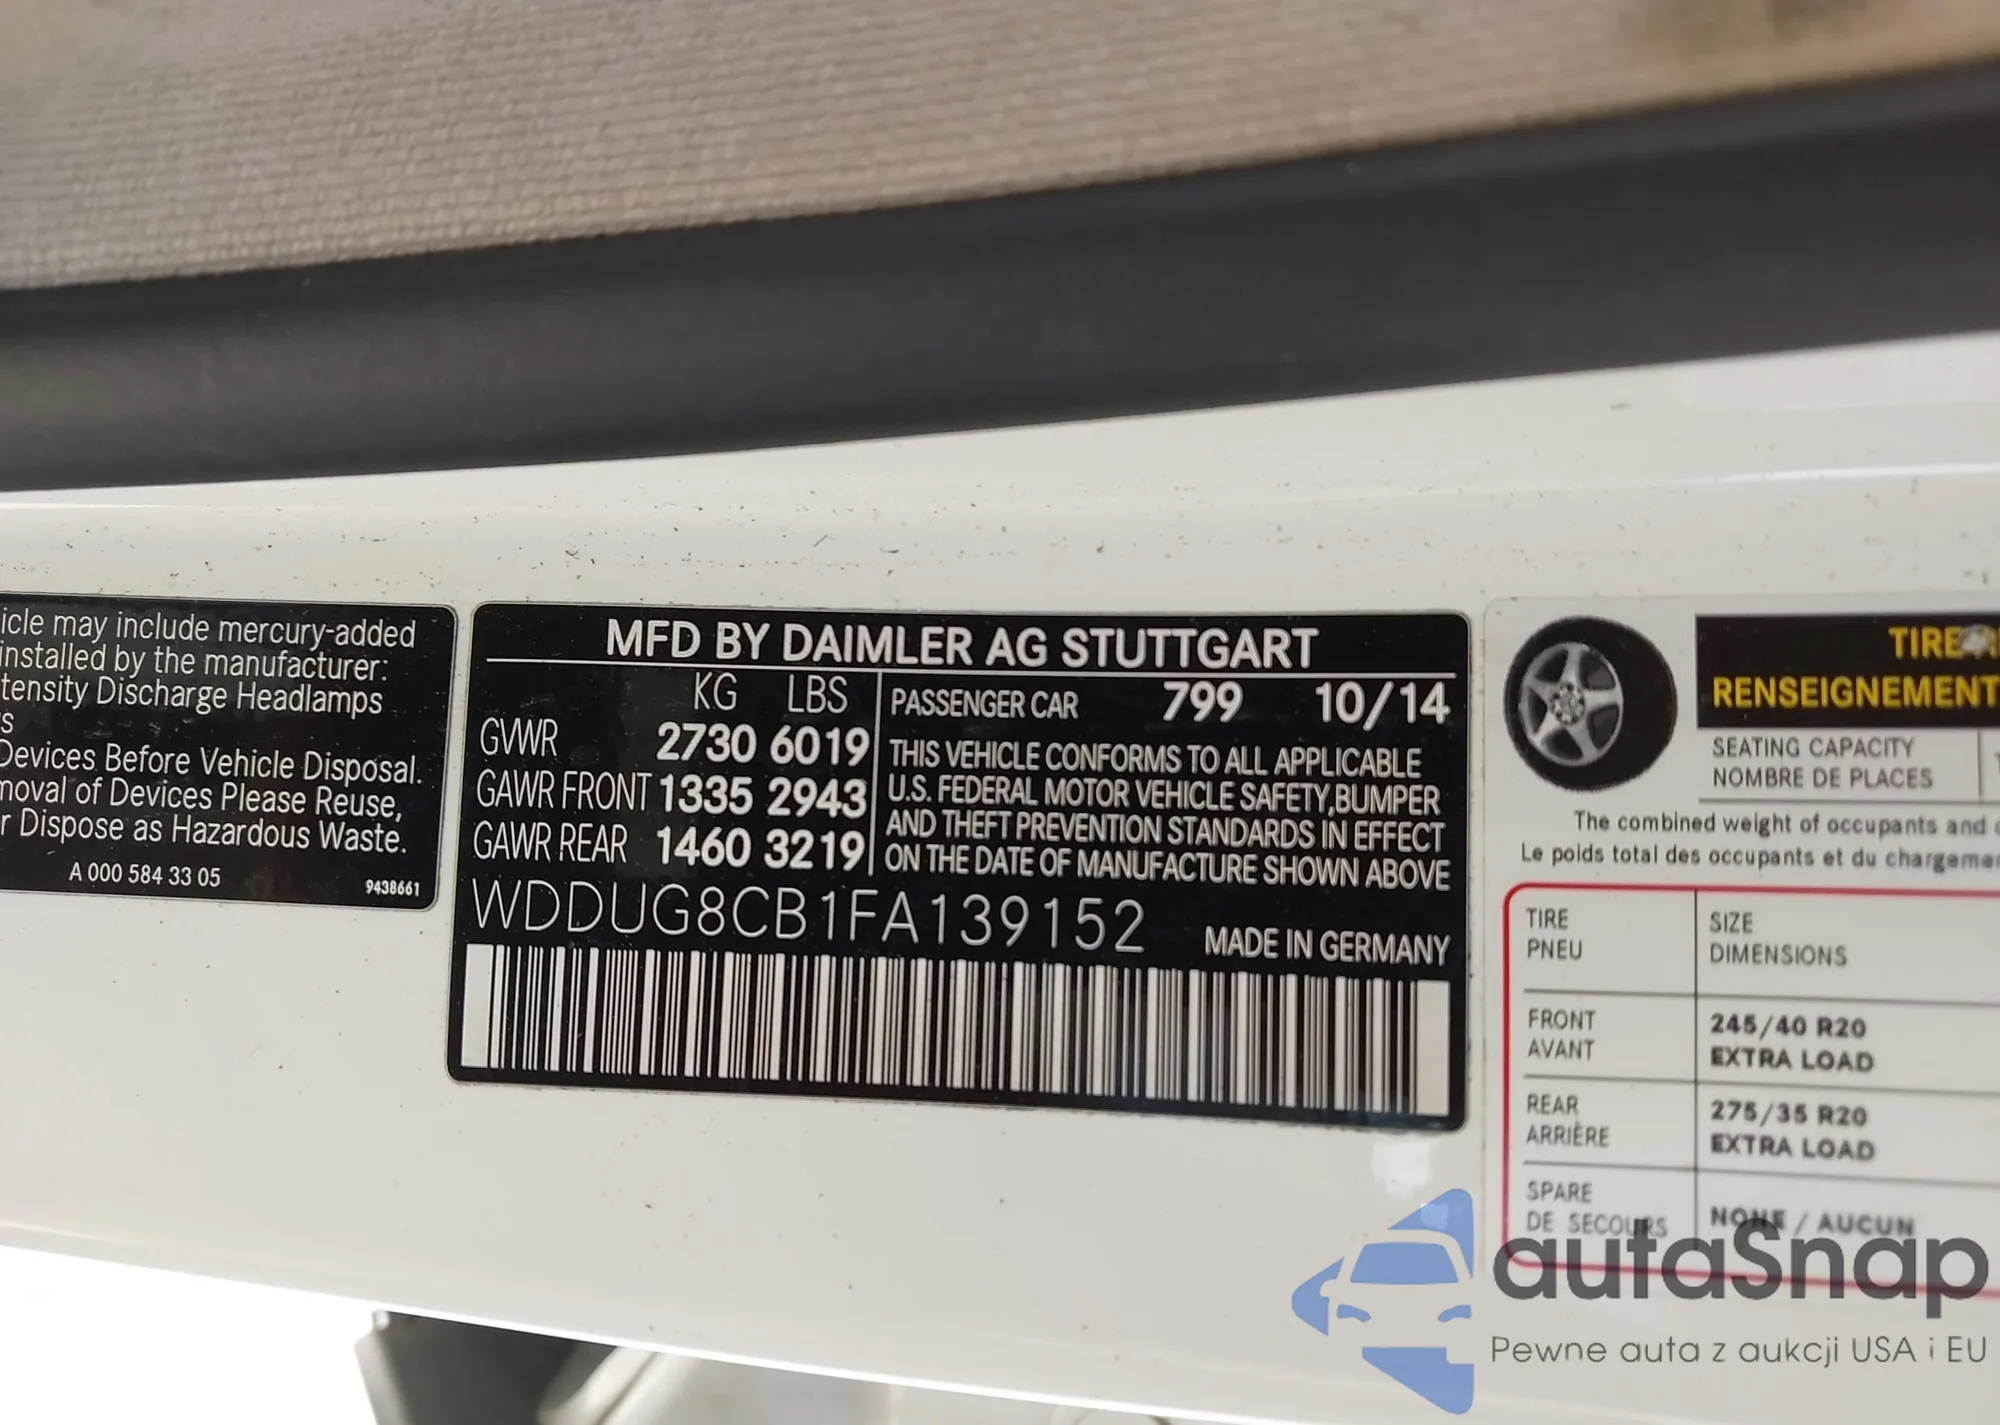 icle may include mercury-added
installed by the manufacturer:
tensity Discharge Headlamps
s
Devices Before Vehicle Disposal.
moval of Devices Please Reuse,
r Dispose as Hazardous Waste.
A 000 584 33 05
9438661
MFD BY DAIMLER AG STUTTGART
KG LBS
GVWR 2730 6019
GAWR FRONT 1335 2943
GAWR REAR 1460 3219
PASSENGER CAR 799 10/14
THIS VEHICLE CONFORMS TO ALL APPLICABLE
U.S. FEDERAL MOTOR VEHICLE SAFETY,BUMPER
AND THEFT PREVENTION STANDARDS IN EFFECT
ON THE DATE OF MANUFACTURE SHOWN ABOVE
WDDUG8CB1FA139152
MADE IN GERMANY
TIRE
RENSEIGNEMENT
SEATING CAPACITY
NOMBRE DE PLACES
The combined weight of occupants and
Le poids total des occupants et du chargeme
TIRE SIZE
PNEU DIMENSIONS
FRONT 245/40 R20
AVANT EXTRA LOAD
REAR 275/35 R20
ARRIÈRE EXTRA LOAD
SPARE
DE SECOURS NONE / AUCUN
autaSnap
Pewne auta z aukcji USA i EU